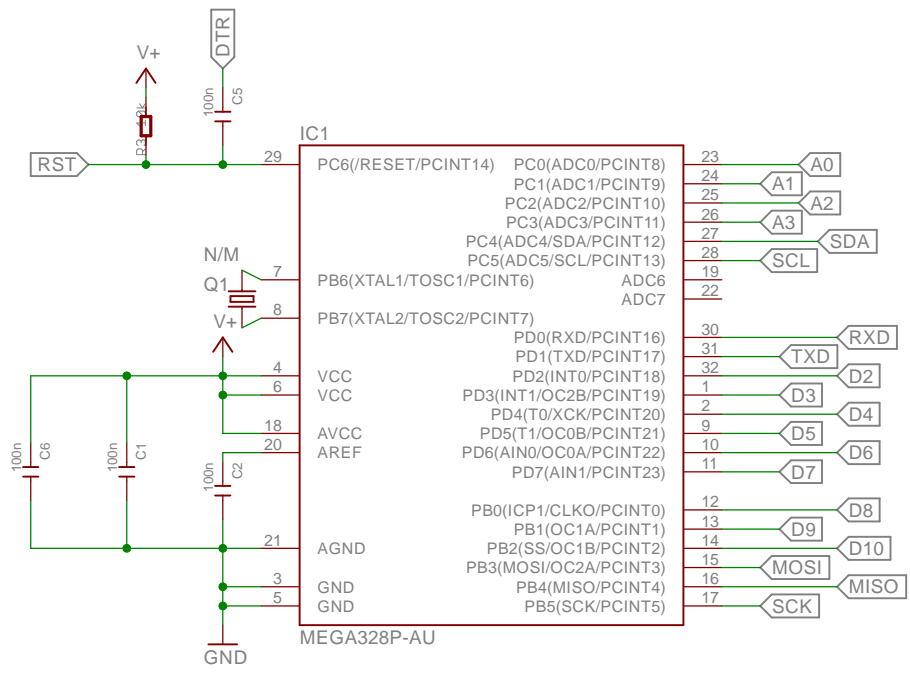 DTR
V+
100n
C5
R3
IC1
RST
29
PC6(/RESET/PCINT14)
PC0(ADC0/PCINT8)
23
A0
PC1(ADC1/PCINT9)
24
A1
PC2(ADC2/PCINT10)
25
A2
PC3(ADC3/PCINT11)
26
A3
PC4(ADC4/SDA/PCINT12)
27
SDA
PC5(ADC5/SCL/PCINT13)
28
SCL
N/M
Q1
7
PB6(XTAL1/TOSC1/PCINT6)
ADC6
19
ADC7
22
8
PB7(XTAL2/TOSC2/PCINT7)
V+
PD0(RXD/PCINT16)
30
RXD
PD1(TXD/PCINT17)
31
TXD
4
VCC
PD2(INT0/PCINT18)
32
D2
6
VCC
PD3(INT1/OC2B/PCINT19)
1
D3
PD4(T0/XCK/PCINT20)
2
D4
18
AVCC
PD5(T1/OC0B/PCINT21)
9
D5
20
AREF
PD6(AIN0/OC0A/PCINT22)
10
D6
PD7(AIN1/PCINT23)
11
D7
100n
C6
100n
C1
100n
C2
PB0(ICP1/CLKO/PCINT0)
12
D8
PB1(OC1A/PCINT1)
13
D9
21
AGND
PB2(SS/OC1B/PCINT2)
14
D10
PB3(MOSI/OC2A/PCINT3)
15
MOSI
3
GND
PB4(MISO/PCINT4)
16
MISO
5
GND
PB5(SCK/PCINT5)
17
SCK
MEGA328P-AU
GND